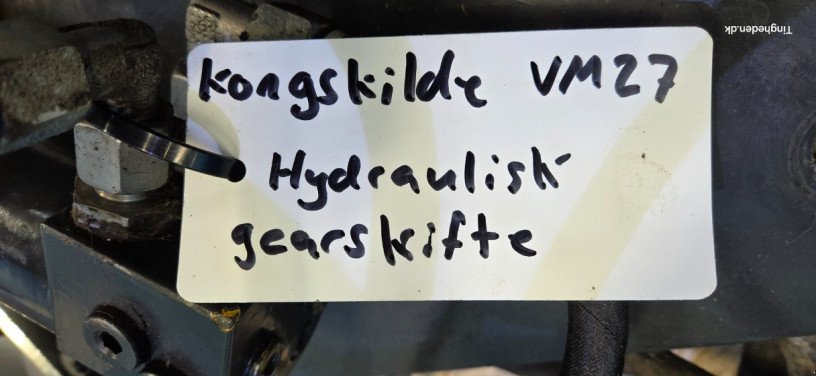 Tingheden.dk
Kongskilde VM27
Hydraulisk
gearskifte